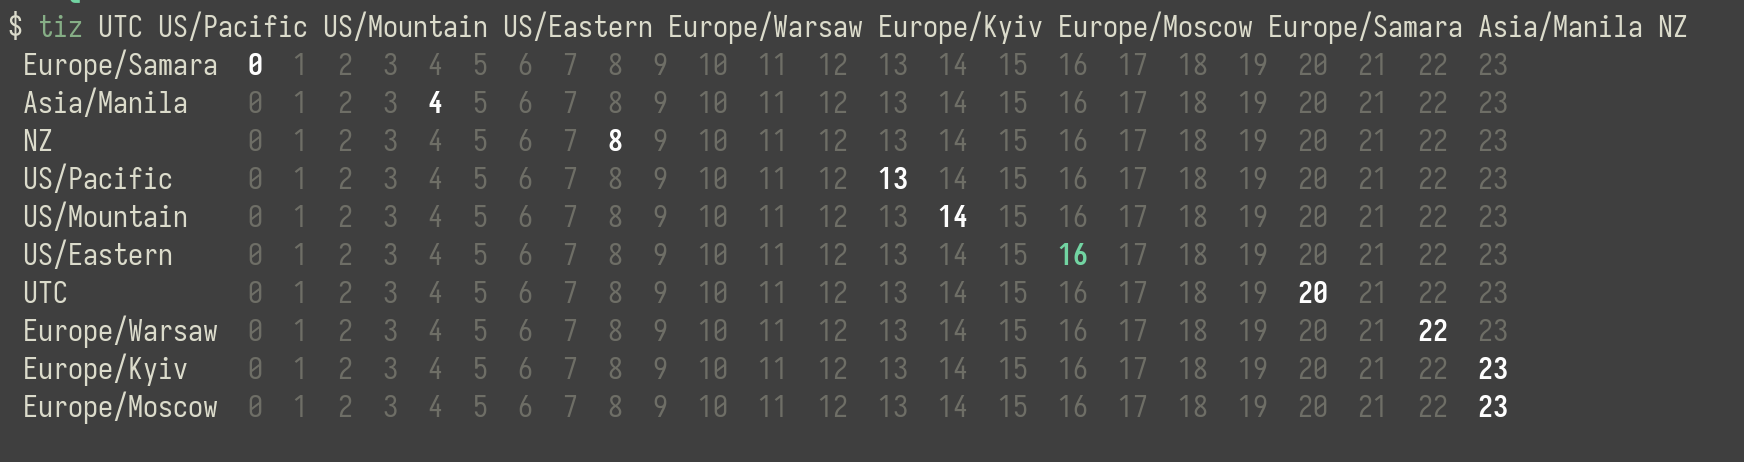 $ tiz UTC US/Pacific US/Mountain US/Eastern Europe/Warsaw Europe/Kyiv Europe/Moscow Europe/Samara Asia/Manila NZ
Europe/Samara 0 1 2 3 4 5 6 7 8 9 10 11 12 13 14 15 16 17 18 19 20 21 22 23
Asia/Manila 0 1 2 3 4 5 6 7 8 9 10 11 12 13 14 15 16 17 18 19 20 21 22 23
NZ 0 1 2 3 4 5 6 7 8 9 10 11 12 13 14 15 16 17 18 19 20 21 22 23
US/Pacific 0 1 2 3 4 5 6 7 8 9 10 11 12 13 14 15 16 17 18 19 20 21 22 23
US/Mountain 0 1 2 3 4 5 6 7 8 9 10 11 12 13 14 15 16 17 18 19 20 21 22 23
US/Eastern 0 1 2 3 4 5 6 7 8 9 10 11 12 13 14 15 16 17 18 19 20 21 22 23
UTC 0 1 2 3 4 5 6 7 8 9 10 11 12 13 14 15 16 17 18 19 20 21 22 23
Europe/Warsaw 0 1 2 3 4 5 6 7 8 9 10 11 12 13 14 15 16 17 18 19 20 21 22 23
Europe/Kyiv 0 1 2 3 4 5 6 7 8 9 10 11 12 13 14 15 16 17 18 19 20 21 22 23
Europe/Moscow 0 1 2 3 4 5 6 7 8 9 10 11 12 13 14 15 16 17 18 19 20 21 22 23